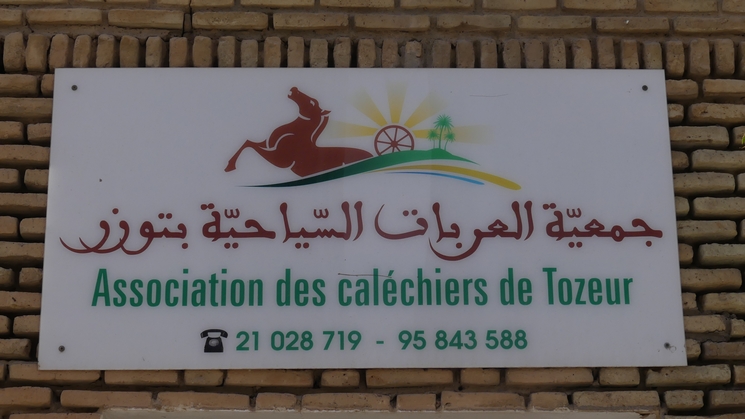 جمعيّة العربات السّياحيّة بتوزر
Association des caléchiers de Tozeur
21 028 719 - 95 843 588